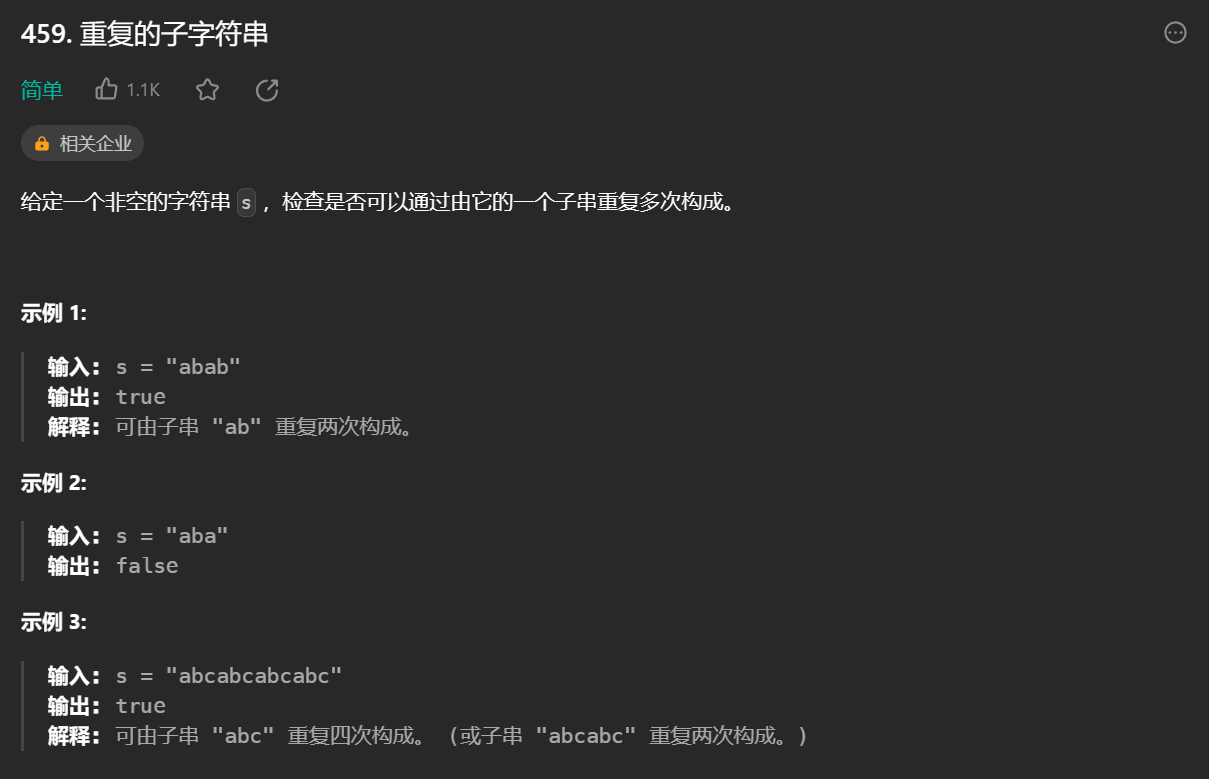 459. 重复的子字符串
简单 1.1K
相关企业
给定一个非空的字符串 s ，检查是否可以通过由它的一个子串重复多次构成。
示例 1:
输入: s = "abab"
输出: true
解释: 可由子串 "ab" 重复两次构成。
示例 2:
输入: s = "aba"
输出: false
示例 3:
输入: s = "abcabcabcabc"
输出: true
解释: 可由子串 "abc" 重复四次构成。 (或子串 "abcabc" 重复两次构成。)